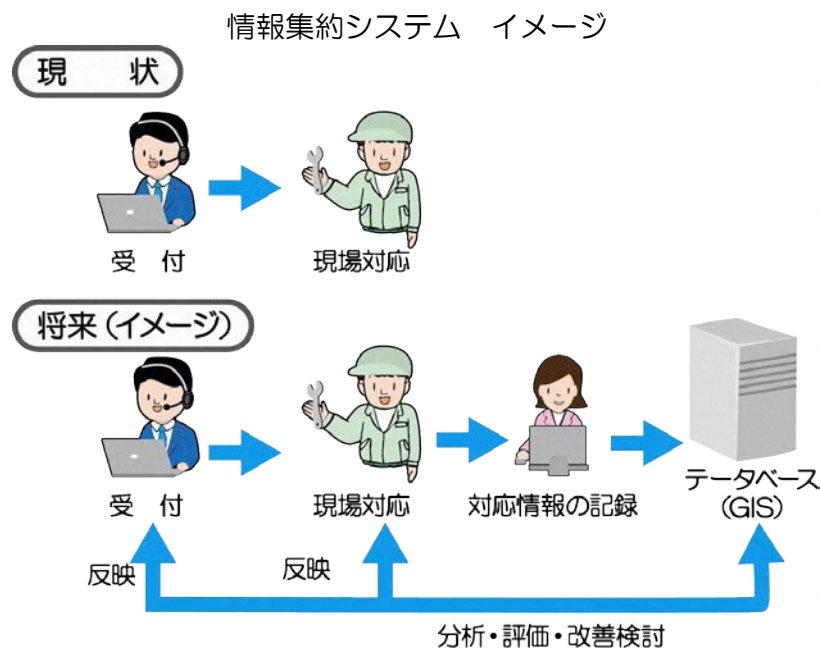 情報集約システム　イメージ
現　状
受　付
現場対応
将来（イメージ）
受　付
現場対応
対応情報の記録
テータベース
(GIS)
反映
反映
分析・評価・改善検討